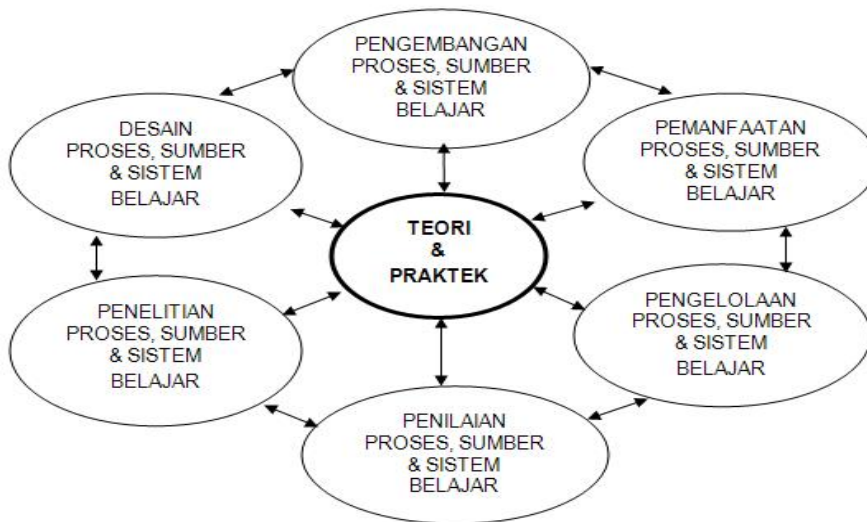 PENGEMBANGAN
PROSES, SUMBER
& SISTEM
BELAJAR
DESAIN
PROSES, SUMBER
& SISTEM
BELAJAR
PEMANFAATAN
PROSES, SUMBER
& SISTEM
BELAJAR
TEORI
&
PRAKTEK
PENELITIAN
PROSES, SUMBER
& SISTEM
BELAJAR
PENGELOLAAN
PROSES, SUMBER
& SISTEM
BELAJAR
PENILAIAN
PROSES, SUMBER
& SISTEM
BELAJAR